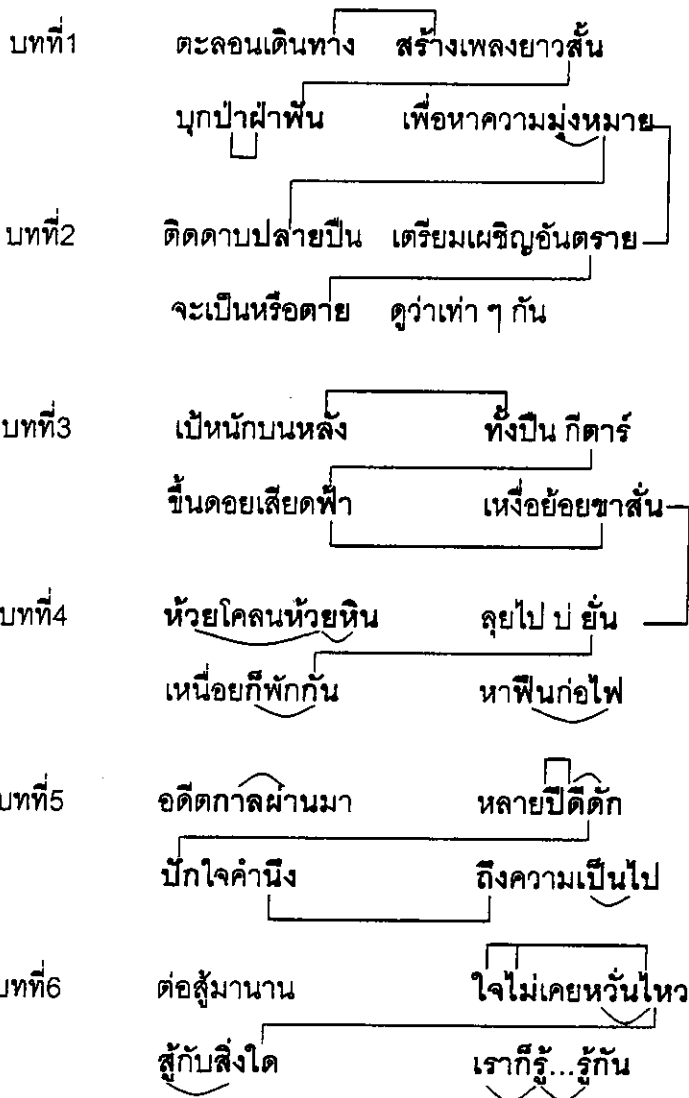 บทที่1 ตะลอนเดินทาง สร้างเพลงยาวสั้น
บุกป่าฝ่าฟัน เพื่อหาความมุ่งหมาย
บทที่2 ติดดาบปลายปืน เตรียมเผชิญอันตราย
จะเป็นหรือตาย ดูว่าเท่า ๆ กัน
บทที่3 เป้หนักบนหลัง ทั้งปืน กีตาร์
ขึ้นดอยเสียดฟ้า เหงื่อย้อยขาสั่น
บทที่4 ห้วยโคลนห้วยหิน ลุยไป บ่ ยั่น
เหนื่อยก็พักกัน หาฟืนก่อไฟ
บทที่5 อดีตกาลผ่านมา หลายปีดีดัก
ปักใจคำนึง ถึงความเป็นไป
บทที่6 ต่อสู้มานาน ใจไม่เคยหวั่นไหว
สู้กับสิ่งใด เราก็รู้...รู้กัน